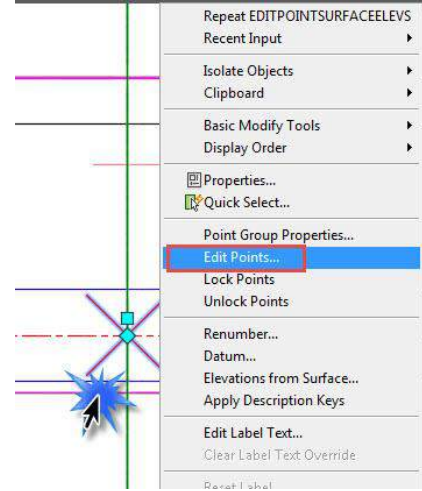 Repeat EDITPOINTSURFACEELEVS
Recent Input
Isolate Objects
Clipboard
Basic Modify Tools
Display Order
Properties...
Quick Select...
Point Group Properties...
Edit Points...
Lock Points
Unlock Points
Renumber...
Datum...
Elevations from Surface...
Apply Description Keys
Edit Label Text...
Clear Label Text Override
Reset Label